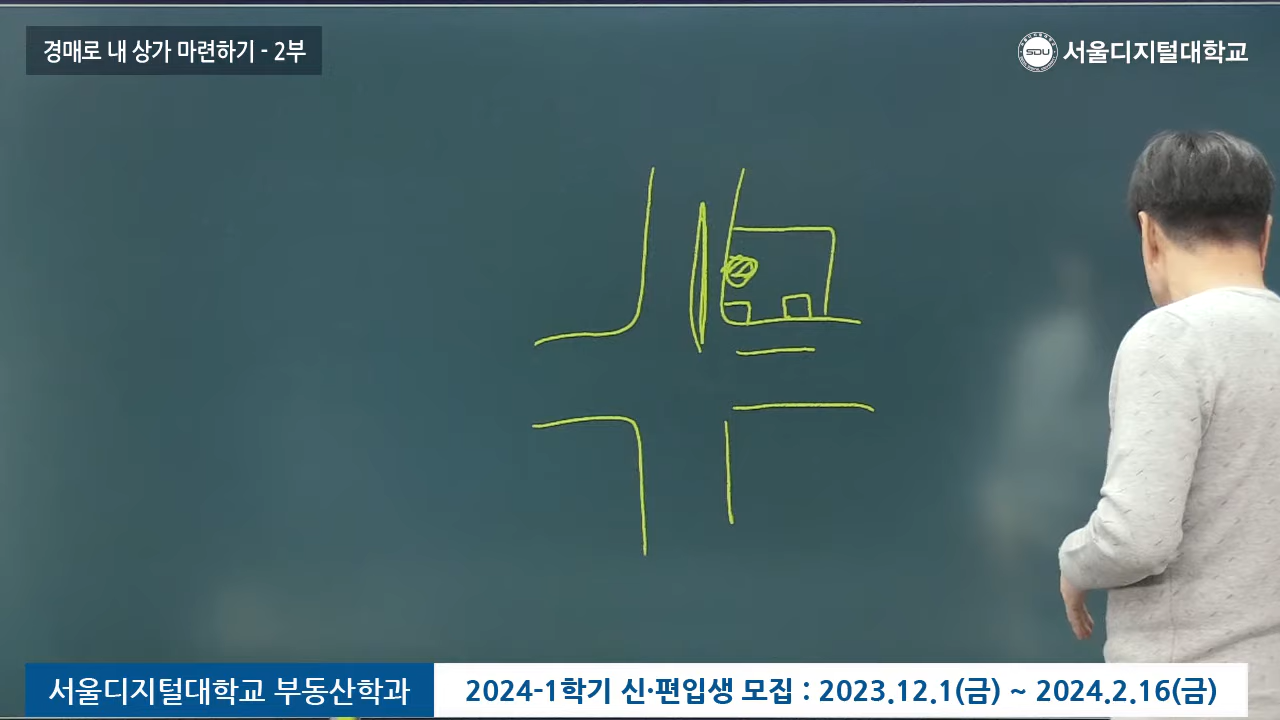 경매로 내 상가 마련하기 - 2부
SDU 서울디지털대학교
서울디지털대학교 부동산학과
2024-1학기 신·편입생 모집 : 2023.12.1(금) ~ 2024.2.16(금)